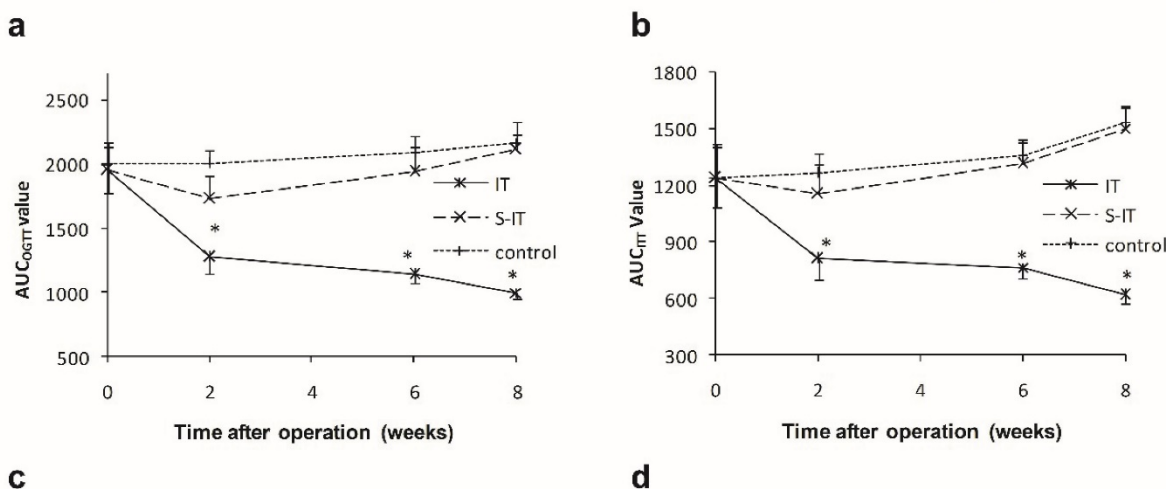 a
2500
2000
1500
1000
500
AUCOGTT value
0 2 4 6 8
Time after operation (weeks)
IT
S-IT
control
*
*
*
b
1800
1500
1200
900
600
300
AUCITT Value
0 2 4 6 8
Time after operation (weeks)
IT
S-IT
control
*
*
*
c
d